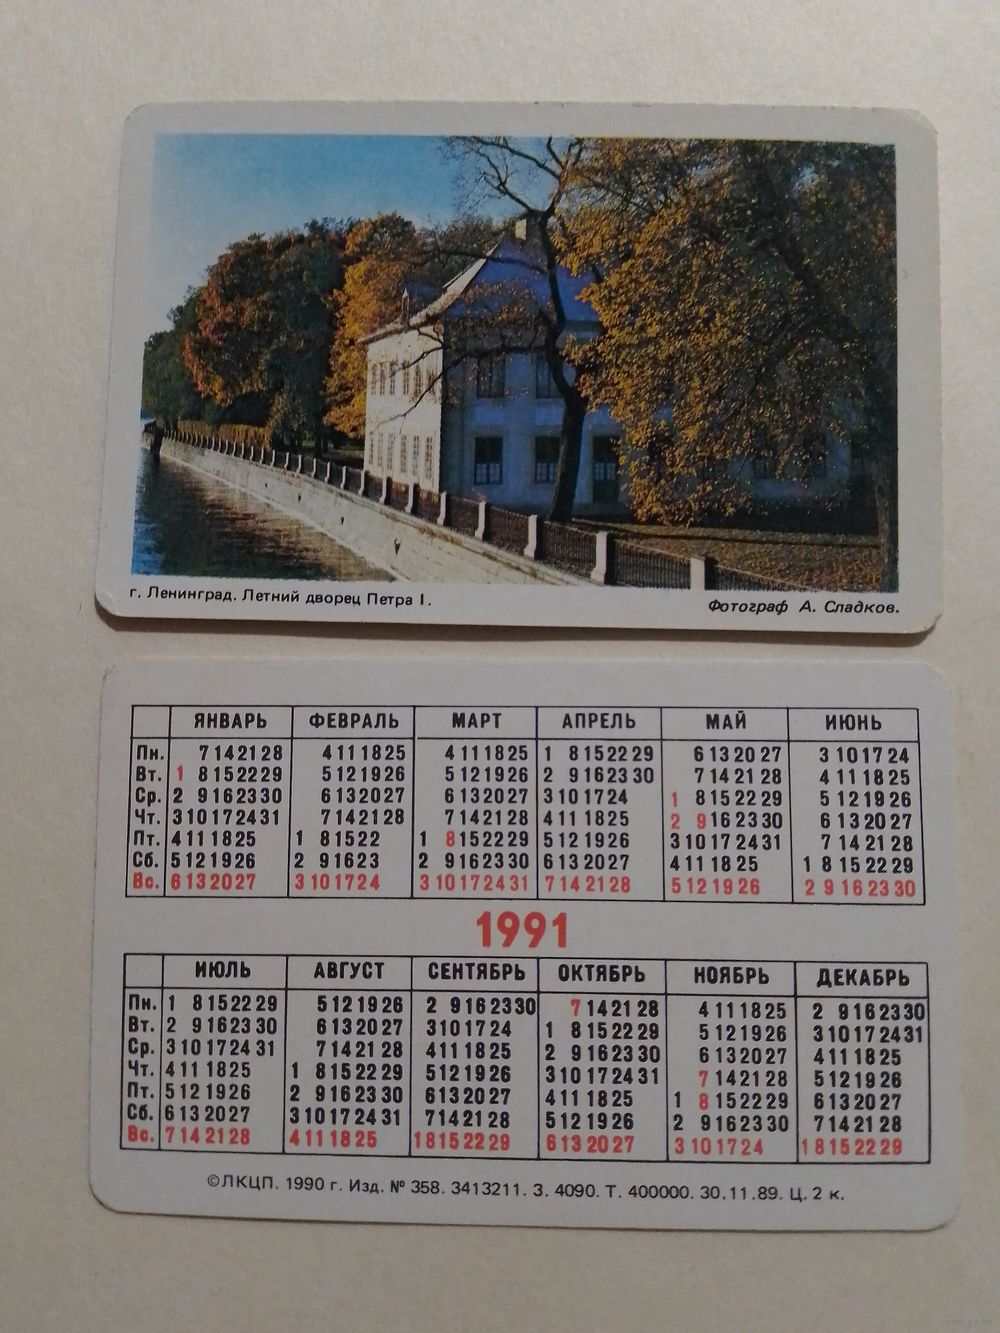 г. Ленинград. Летний дворец Петра I.
Фотограф А. Сладков.
ЯНВАРЬ ФЕВРАЛЬ МАРТ АПРЕЛЬ МАЙ ИЮНЬ
Пн. 7 14 21 28 4 11 18 25 4 11 18 25 1 8 15 22 29 6 13 20 27 3 10 17 24
Вт. 1 8 15 22 29 5 12 19 26 5 12 19 26 2 9 16 23 30 7 14 21 28 4 11 18 25
Ср. 2 9 16 23 30 6 13 20 27 6 13 20 27 3 10 17 24 1 8 15 22 29 5 12 19 26
Чт. 3 10 17 24 31 7 14 21 28 7 14 21 28 4 11 18 25 2 9 16 23 30 6 13 20 27
Пт. 4 11 18 25 1 8 15 22 1 8 15 22 29 5 12 19 26 3 10 17 24 31 7 14 21 28
Сб. 5 12 19 26 2 9 16 23 2 9 16 23 30 6 13 20 27 4 11 18 25 1 8 15 22 29
Вс. 6 13 20 27 3 10 17 24 3 10 17 24 31 7 14 21 28 5 12 19 26 2 9 16 23 30
1991
ИЮЛЬ АВГУСТ СЕНТЯБРЬ ОКТЯБРЬ НОЯБРЬ ДЕКАБРЬ
Пн. 1 8 15 22 29 5 12 19 26 2 9 16 23 30 7 14 21 28 4 11 18 25 2 9 16 23 30
Вт. 2 9 16 23 30 6 13 20 27 3 10 17 24 1 8 15 22 29 5 12 19 26 3 10 17 24 31
Ср. 3 10 17 24 31 7 14 21 28 4 11 18 25 2 9 16 23 30 6 13 20 27 4 11 18 25
Чт. 4 11 18 25 1 8 15 22 29 5 12 19 26 3 10 17 24 31 7 14 21 28 5 12 19 26
Пт. 5 12 19 26 2 9 16 23 30 6 13 20 27 4 11 18 25 1 8 15 22 29 6 13 20 27
Сб. 6 13 20 27 3 10 17 24 31 7 14 21 28 5 12 19 26 2 9 16 23 30 7 14 21 28
Вс. 7 14 21 28 4 11 18 25 1 8 15 22 29 6 13 20 27 3 10 17 24 1 8 15 22 29
©ЛКЦП. 1990 г. Изд. № 358. 3413211. З. 4090. Т. 400000. 30.11.89. Ц. 2 к.